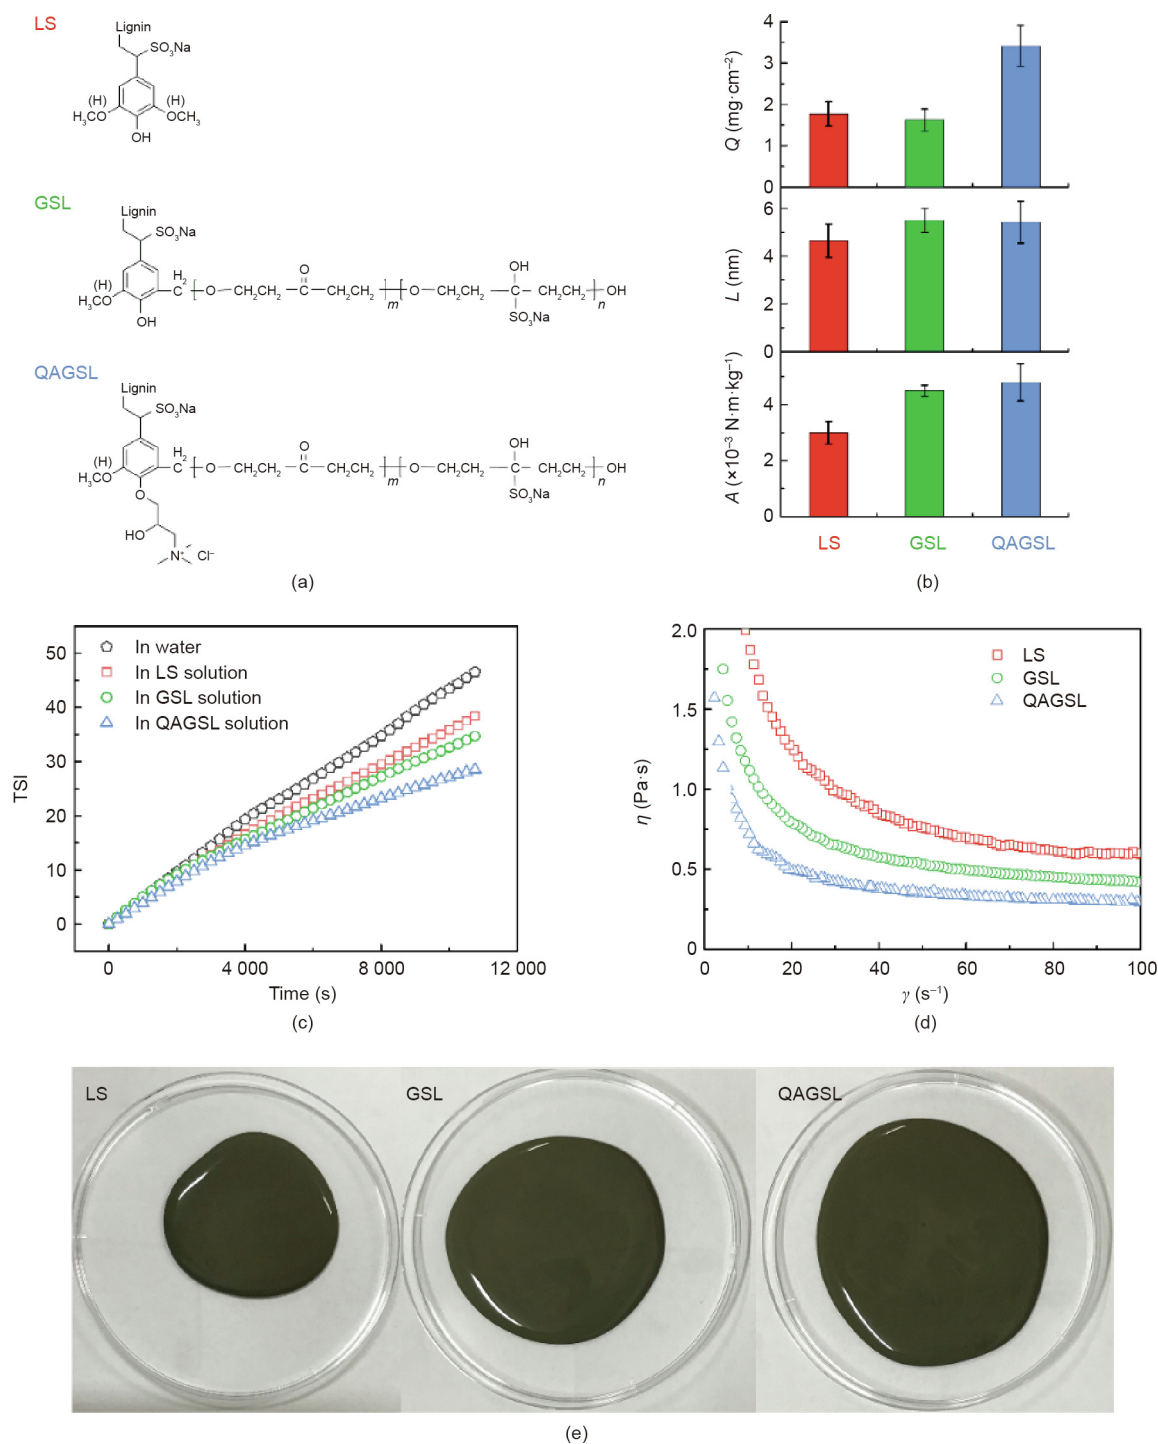 LS
Lignin
SO3Na
(H) (H)
H3CO OCH3
OH
GSL
Lignin
SO3Na
(H)
H3CO
OH
H2
C
O
O CH2CH2 CH2CH2 m O CH2CH2
OH
SO3Na
CH2CH2 n OH
QAGSL
Lignin
SO3Na
(H)
H3CO
O
HO
N+ Cl−
H2
C
O
O CH2CH2 CH2CH2 m O CH2CH2
OH
SO3Na
CH2CH2 n OH
(a)
Q (mg·cm−2)
4
3
2
1
0
L (nm)
6
4
2
0
A (×10−3 N·m·kg−1)
4
2
0
LS GSL QAGSL
(b)
TSI
50
40
30
20
10
0
In water
In LS solution
In GSL solution
In QAGSL solution
0 4 000 8 000 12 000
Time (s)
(c)
η (Pa·s)
2.0
1.5
1.0
0.5
0
LS
GSL
QAGSL
0 20 40 60 80 100
γ (s−1)
(d)
LS GSL QAGSL
(e)